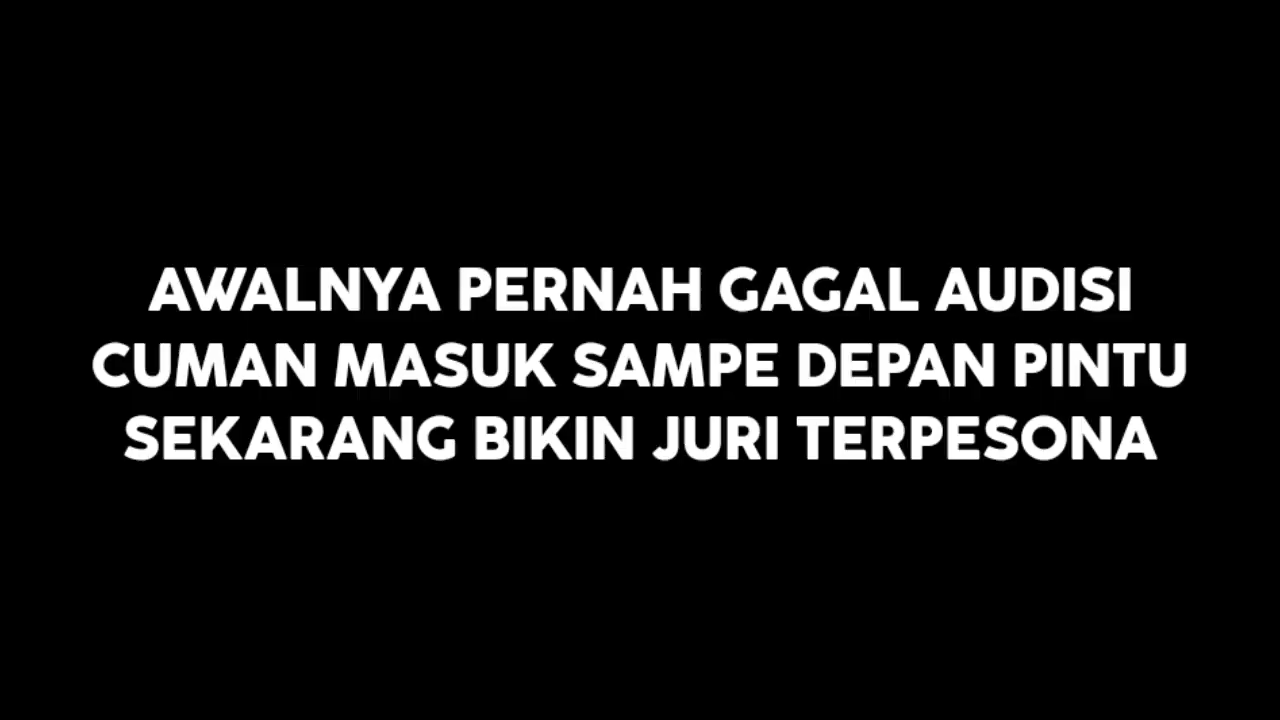 AWALNYA PERNAH GAGAL AUDISI
CUMAN MASUK SAMPE DEPAN PINTU
SEKARANG BIKIN JURI TERPESONA